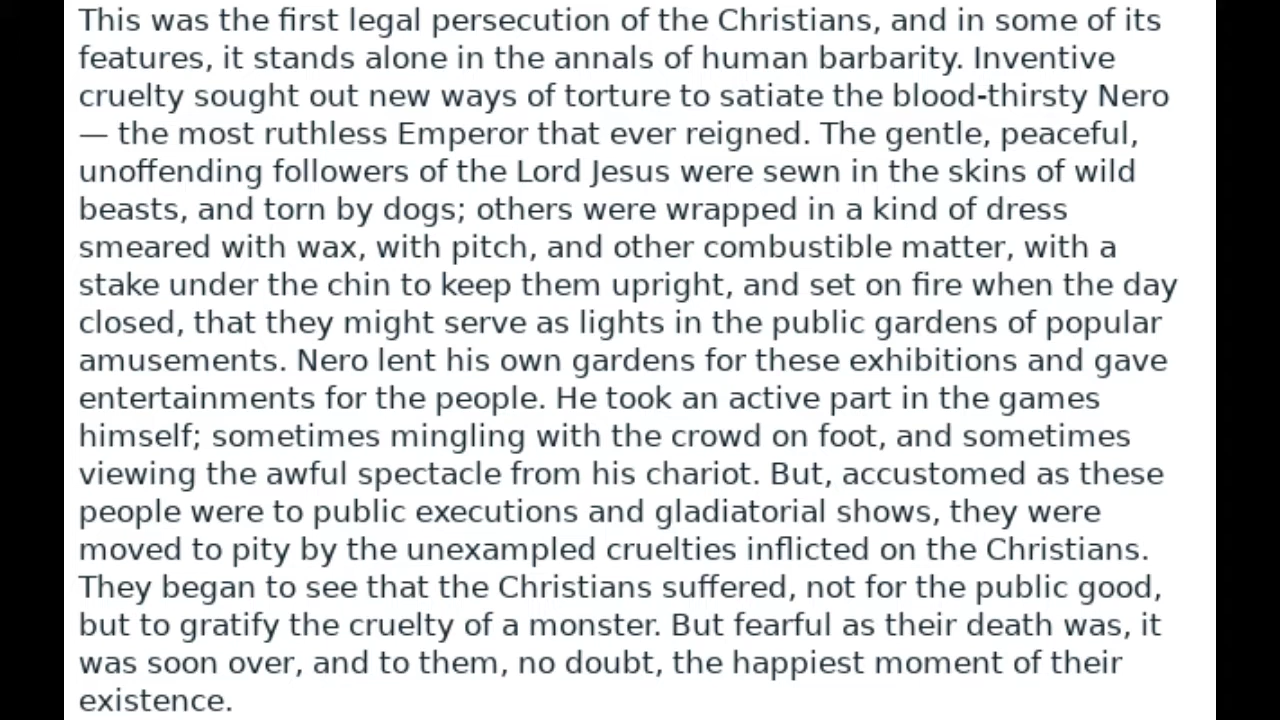 This was the first legal persecution of the Christians, and in some of its
features, it stands alone in the annals of human barbarity. Inventive
cruelty sought out new ways of torture to satiate the blood-thirsty Nero
— the most ruthless Emperor that ever reigned. The gentle, peaceful,
unoffending followers of the Lord Jesus were sewn in the skins of wild
beasts, and torn by dogs; others were wrapped in a kind of dress
smeared with wax, with pitch, and other combustible matter, with a
stake under the chin to keep them upright, and set on fire when the day
closed, that they might serve as lights in the public gardens of popular
amusements. Nero lent his own gardens for these exhibitions and gave
entertainments for the people. He took an active part in the games
himself; sometimes mingling with the crowd on foot, and sometimes
viewing the awful spectacle from his chariot. But, accustomed as these
people were to public executions and gladiatorial shows, they were
moved to pity by the unexampled cruelties inflicted on the Christians.
They began to see that the Christians suffered, not for the public good,
but to gratify the cruelty of a monster. But fearful as their death was, it
was soon over, and to them, no doubt, the happiest moment of their
existence.